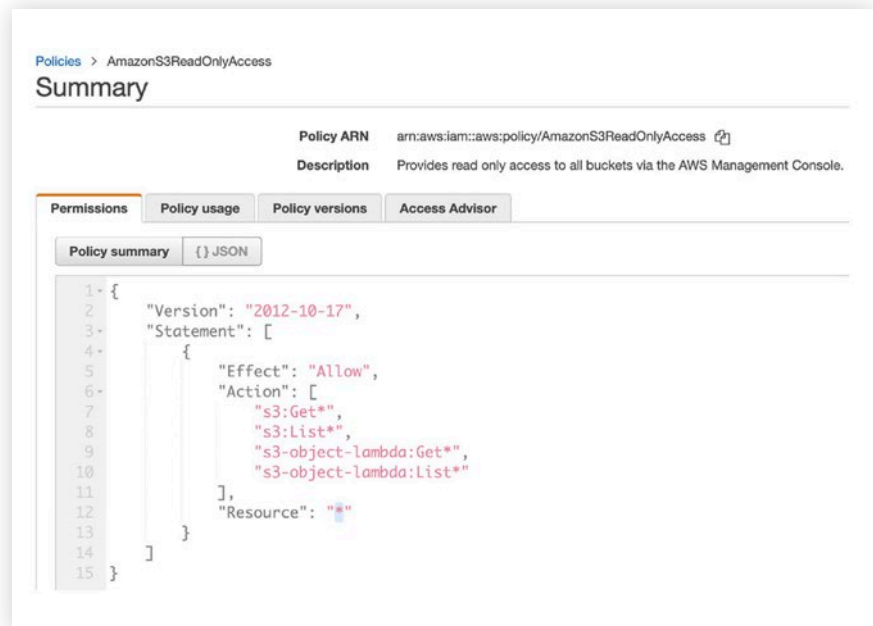 Policies > AmazonS3ReadOnlyAccess
Summary
Policy ARN arn:aws:iam::aws:policy/AmazonS3ReadOnlyAccess
Description Provides read only access to all buckets via the AWS Management Console.
Permissions Policy usage Policy versions Access Advisor
Policy summary { } JSON
1 {
2 "Version": "2012-10-17",
3 "Statement": [
4 {
5 "Effect": "Allow",
6 "Action": [
7 "s3:Get*",
8 "s3:List*",
9 "s3-object-lambda:Get*",
10 "s3-object-lambda:List*"
11 ],
12 "Resource": "*"
13 }
14 ]
15 }